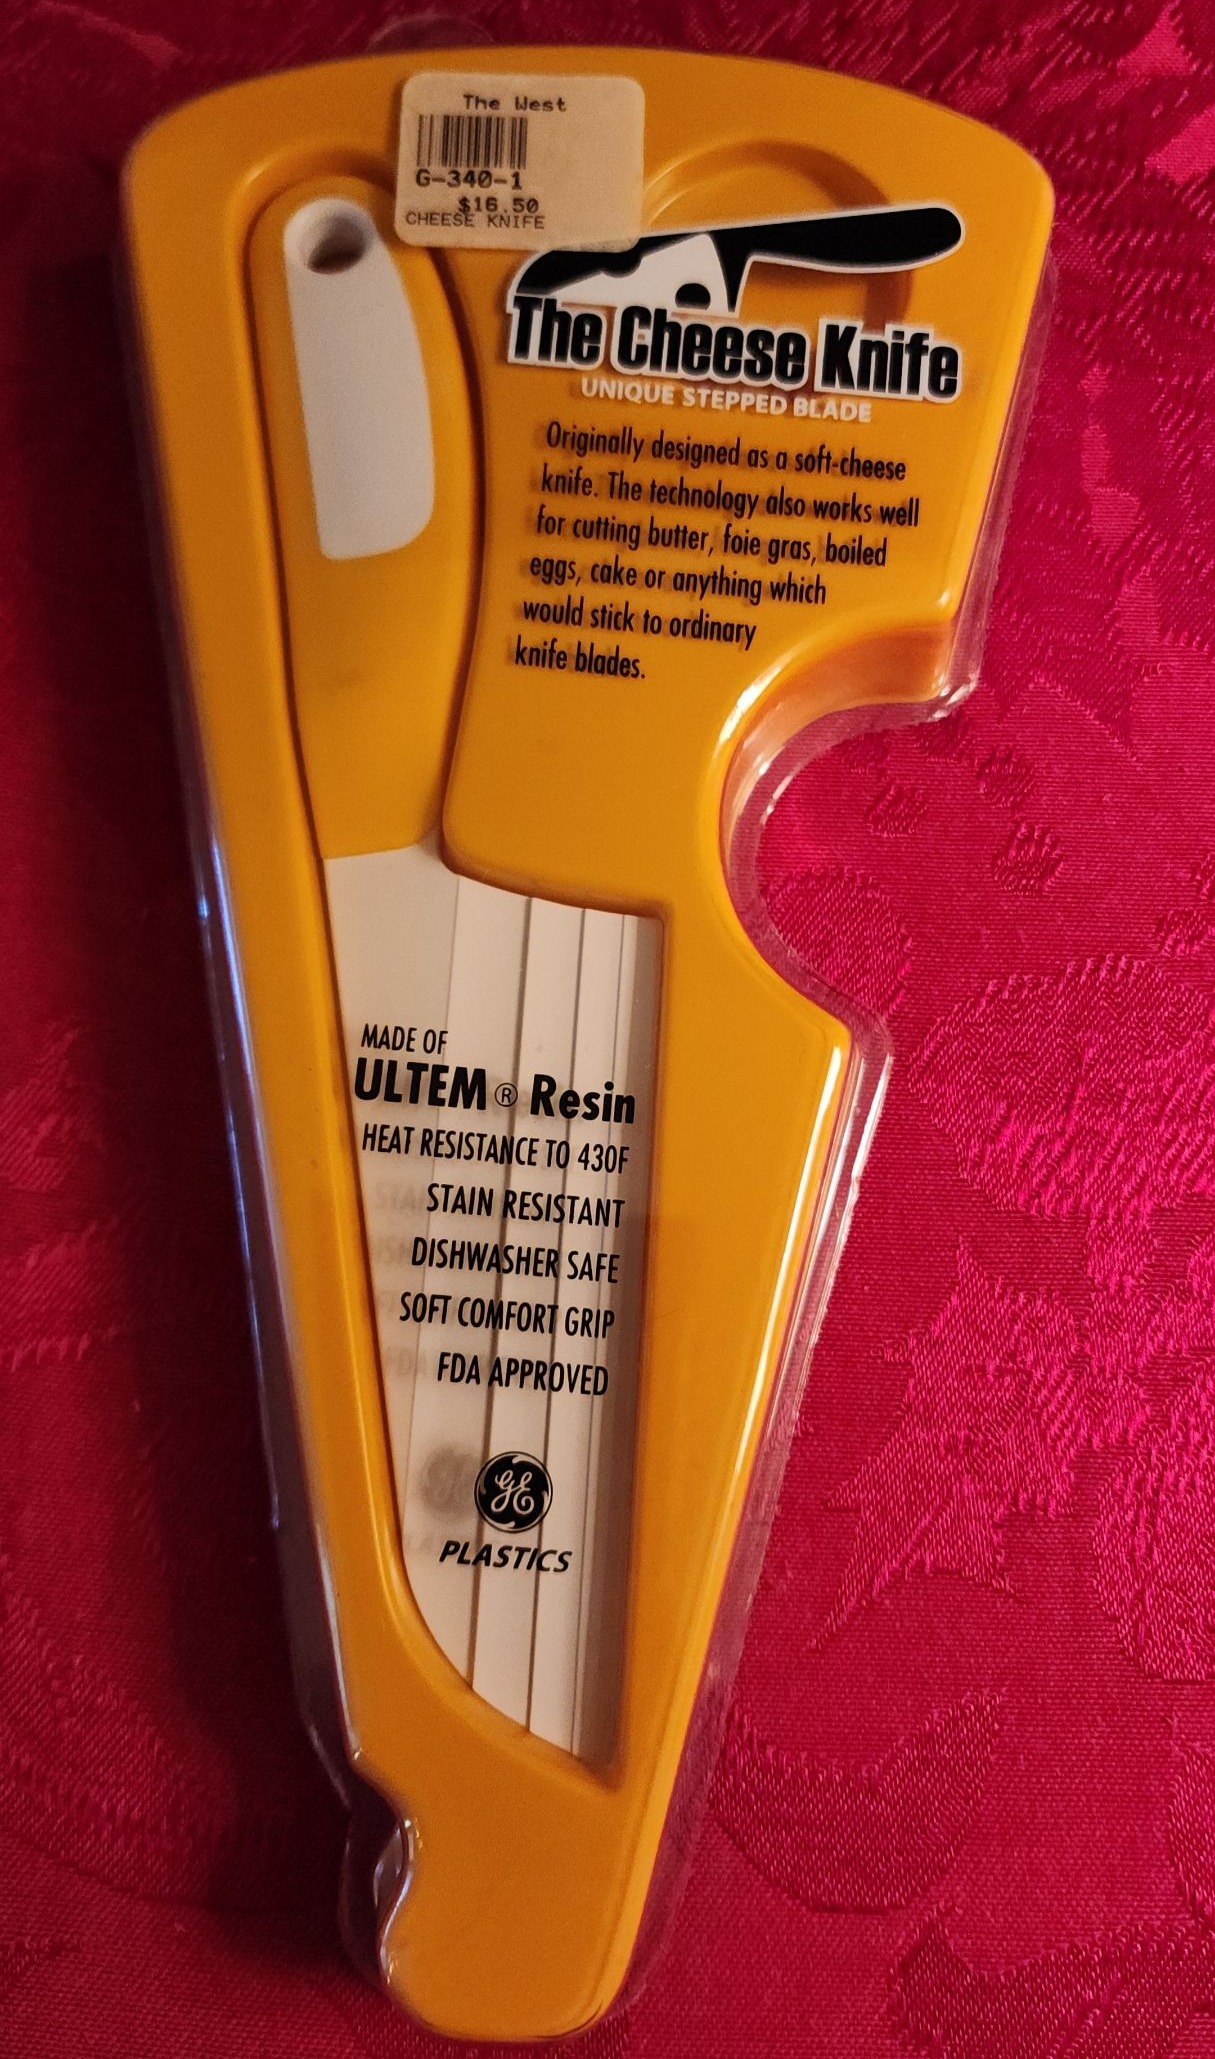 The West
G-340-1
$16.50
CHEESE KNIFE
The Cheese Knife
UNIQUE STEPPED BLADE
Originally designed as a soft-cheese
knife. The technology also works well
for cutting butter, foie gras, boiled
eggs, cake or anything which
would stick to ordinary
knife blades.
MADE OF
ULTEM® Resin
HEAT RESISTANCE TO 430F
STAIN RESISTANT
DISHWASHER SAFE
SOFT COMFORT GRIP
FDA APPROVED
GE
PLASTICS